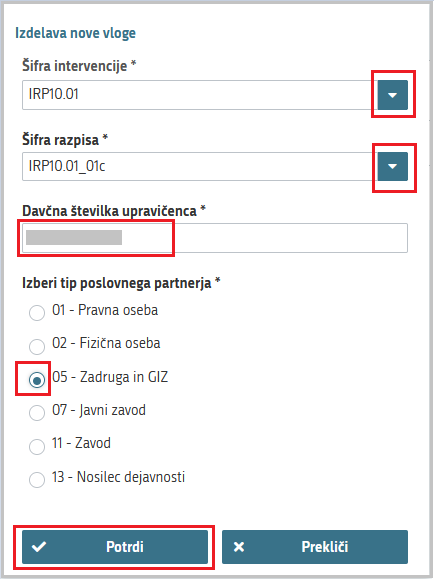 Izdelava nove vloge
Šifra intervencije *
IRP10.01
Šifra razpisa *
IRP10.01_01c
Davčna številka upravičenca *
Izberi tip poslovnega partnerja *
01 - Pravna oseba
02 - Fizična oseba
05 - Zadruga in GIZ
07 - Javni zavod
11 - Zavod
13 - Nosilec dejavnosti
Potrdi
Prekliči